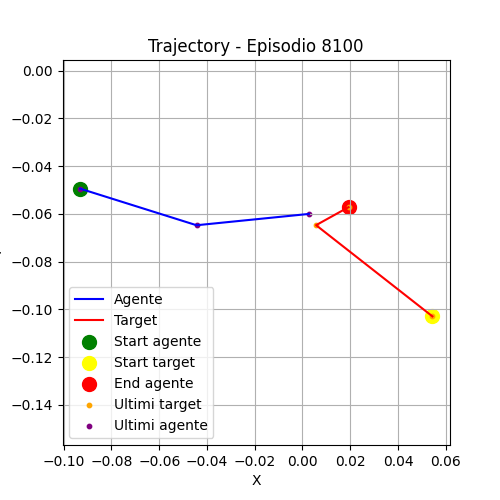 Trajectory - Episodio 8100
0.00
−0.02
−0.04
−0.06
−0.08
−0.10
−0.12
−0.14
Agente
Target
Start agente
Start target
End agente
Ultimi target
Ultimi agente
−0.10 −0.08 −0.06 −0.04 −0.02 0.00 0.02 0.04 0.06
X